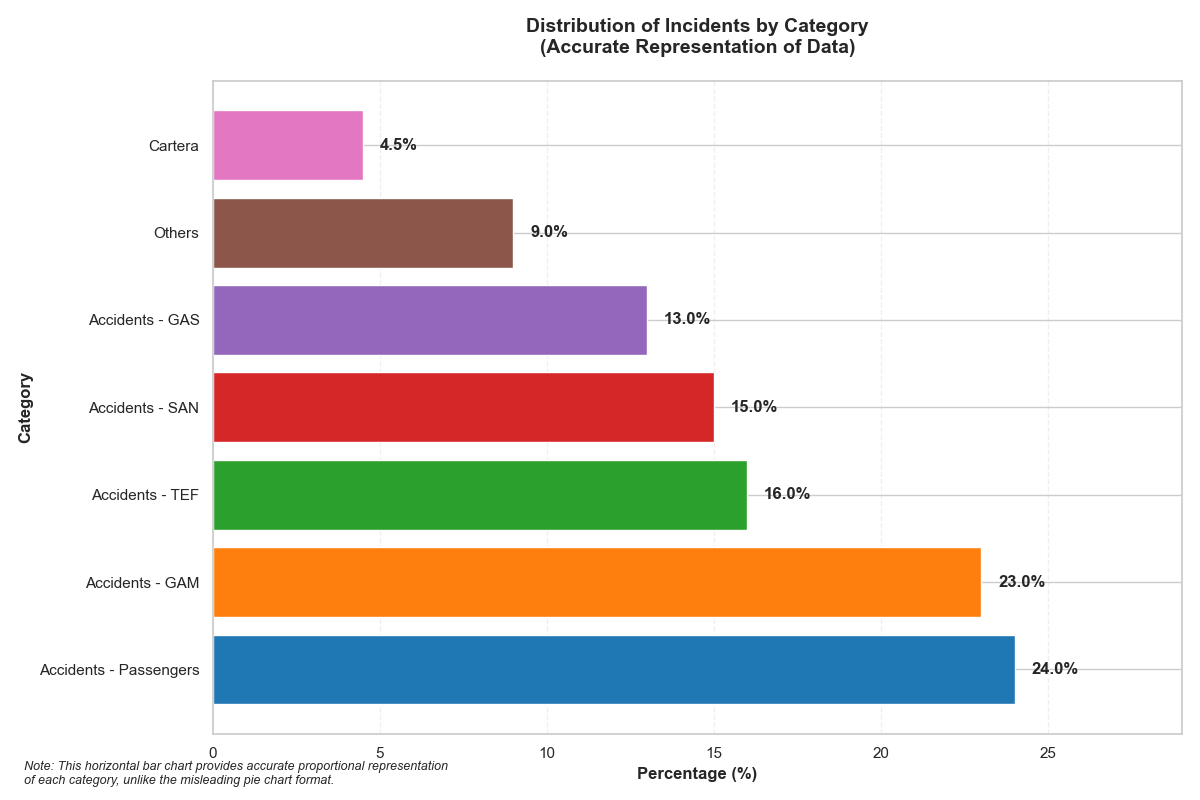 Distribution of Incidents by Category
(Accurate Representation of Data)
Category
Cartera
4.5%
Others
9.0%
Accidents - GAS
13.0%
Accidents - SAN
15.0%
Accidents - TEF
16.0%
Accidents - GAM
23.0%
Accidents - Passengers
24.0%
0 5 10 15 20 25
Percentage (%)
Note: This horizontal bar chart provides accurate proportional representation
of each category, unlike the misleading pie chart format.